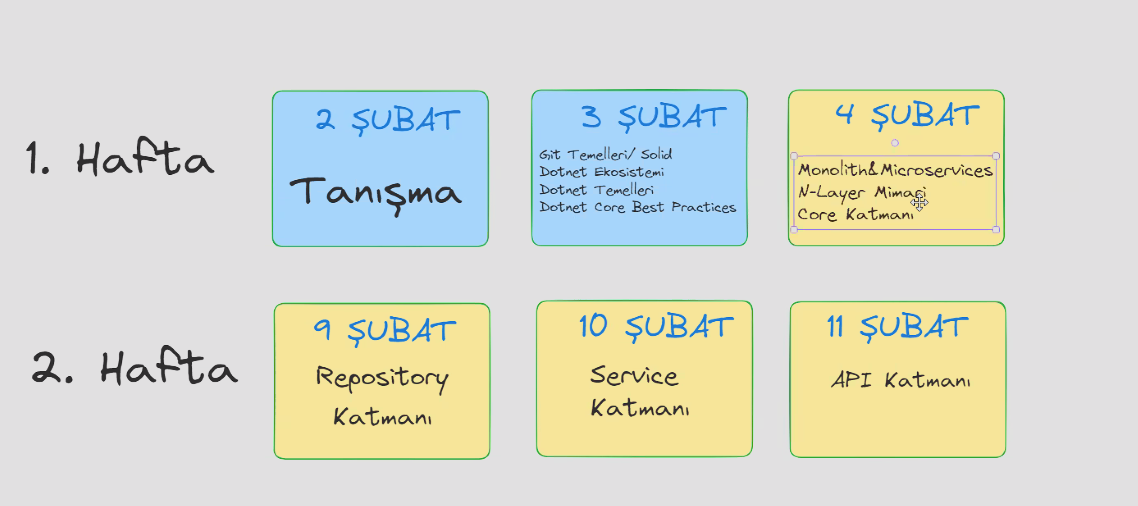 1. Hafta
2 ŞUBAT
Tanışma
3 ŞUBAT
Git Temelleri/ Solid
Dotnet Ekosistemi
Dotnet Temelleri
Dotnet Core Best Practices
4 ŞUBAT
Monolith&Microservices
N-Layer Mimari
Core Katmanı
2. Hafta
9 ŞUBAT
Repository
Katmanı
10 ŞUBAT
Service
Katmanı
11 ŞUBAT
API Katmanı